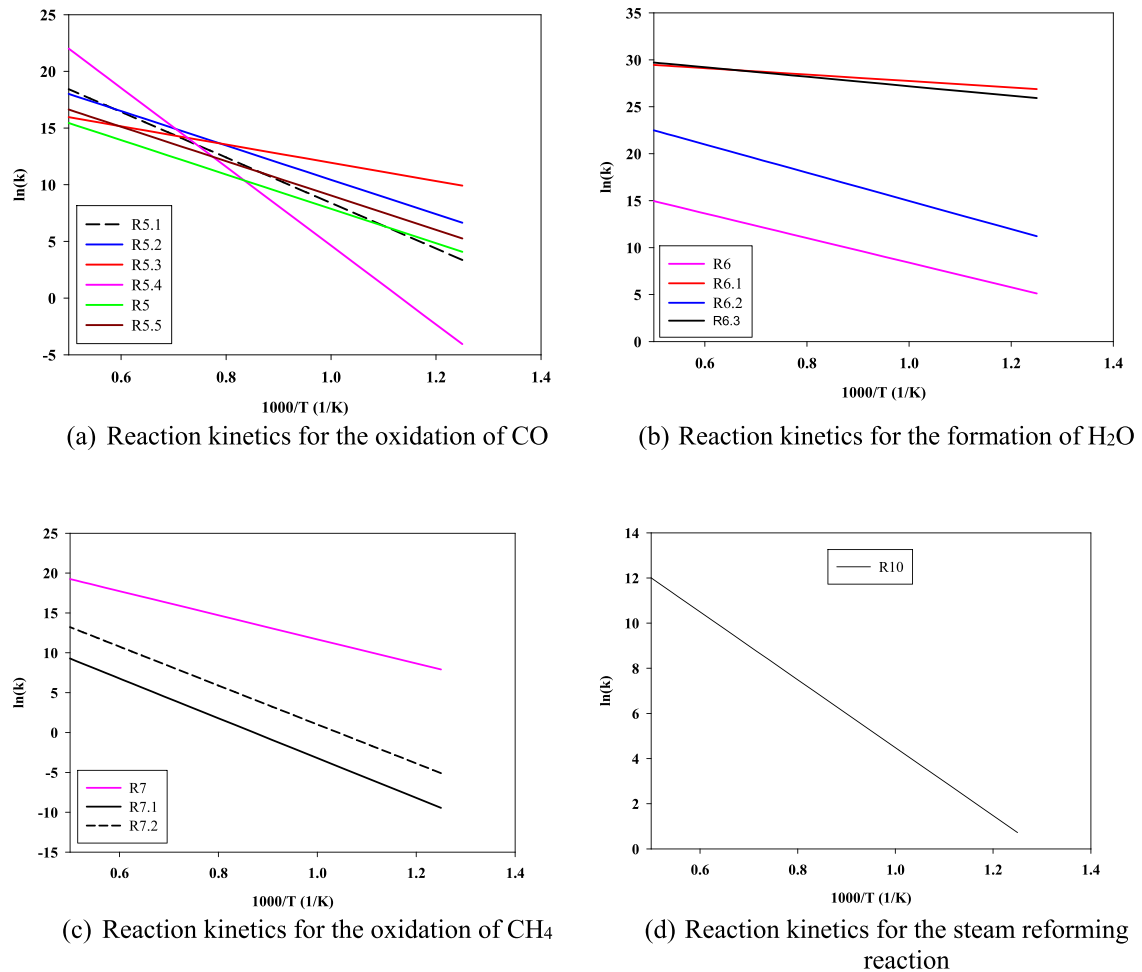 25
20
15
10
5
0
-5
ln(k)
R5.1
R5.2
R5.3
R5.4
R5
R5.5
0.6 0.8 1.0 1.2 1.4
1000/T (1/K)
(a) Reaction kinetics for the oxidation of CO
35
30
25
20
15
10
5
0
ln(k)
R6
R6.1
R6.2
R6.3
0.6 0.8 1.0 1.2 1.4
1000/T (1/K)
(b) Reaction kinetics for the formation of H₂O
25
20
15
10
5
0
-5
-10
-15
ln(k)
R7
R7.1
R7.2
0.6 0.8 1.0 1.2 1.4
1000/T (1/K)
(c) Reaction kinetics for the oxidation of CH₄
14
12
10
8
6
4
2
0
ln(k)
R10
0.6 0.8 1.0 1.2 1.4
1000/T (1/K)
(d) Reaction kinetics for the steam reforming
reaction